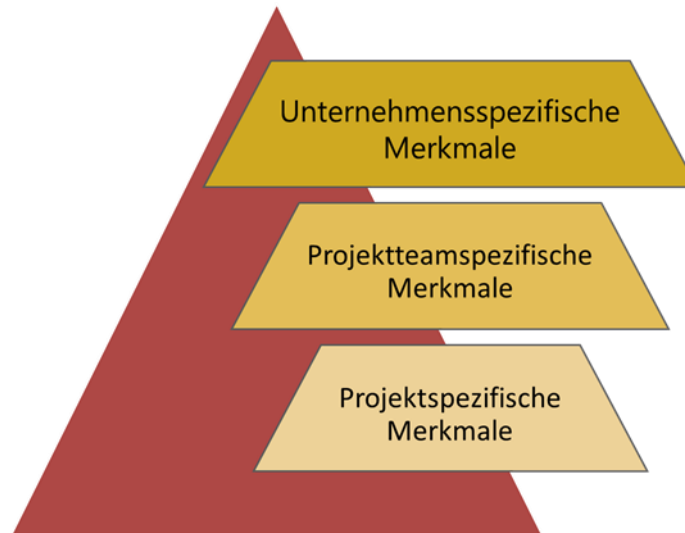 Unternehmensspezifische
Merkmale
Projektteamspezifische
Merkmale
Projektspezifische
Merkmale